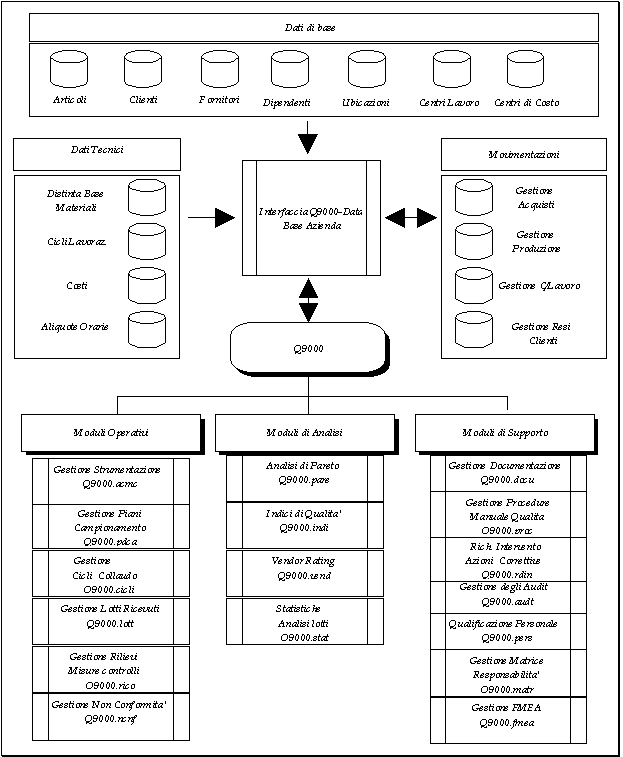 Dati di base
Articoli
Clienti
Fornitori
Dipendenti
Ubicazioni
Centri Lavoro
Centri di Costo
Dati Tecnici
Distinta Base
Materiali
Cicli Lavoraz.
Costi
Aliquote Orarie
Interfaccia Q9000-Data
Base Azienda
Movimentazioni
Gestione
Acquisti
Gestione
Produzione
Gestione C/Lavoro
Gestione Resi
Clienti
Q9000
Moduli Operativi
Gestione Strumentazione
Q9000.acmc
Gestione Piani
Campionamento
Q9000.pdca
Gestione
Cicli Collaudo
Q9000.cicli
Gestione Lotti Ricevuti
Q9000.lott
Gestione Rilievi
Misure controlli
Q9000.rico
Gestione Non Conformita'
Q9000.ncnf
Moduli di Analisi
Analisi di Pareto
Q9000.pare
Indici di Qualita'
Q9000.indi
Vendor Rating
Q9000.vend
Statistiche
Analisi lotti
Q9000.stat
Moduli di Supporto
Gestione Documentazione
Q9000.docu
Gestione Procedure
Manuale Qualita
Q9000.proc
Rich. Intervento
Azioni Correttive
Q9000.rdin
Gestione degli Audit
Q9000.audt
Qualificazione Personale
Q9000.pers
Gestione Matrice
Responsabilita'
Q9000.matr
Gestione FMEA
Q9000.fmea